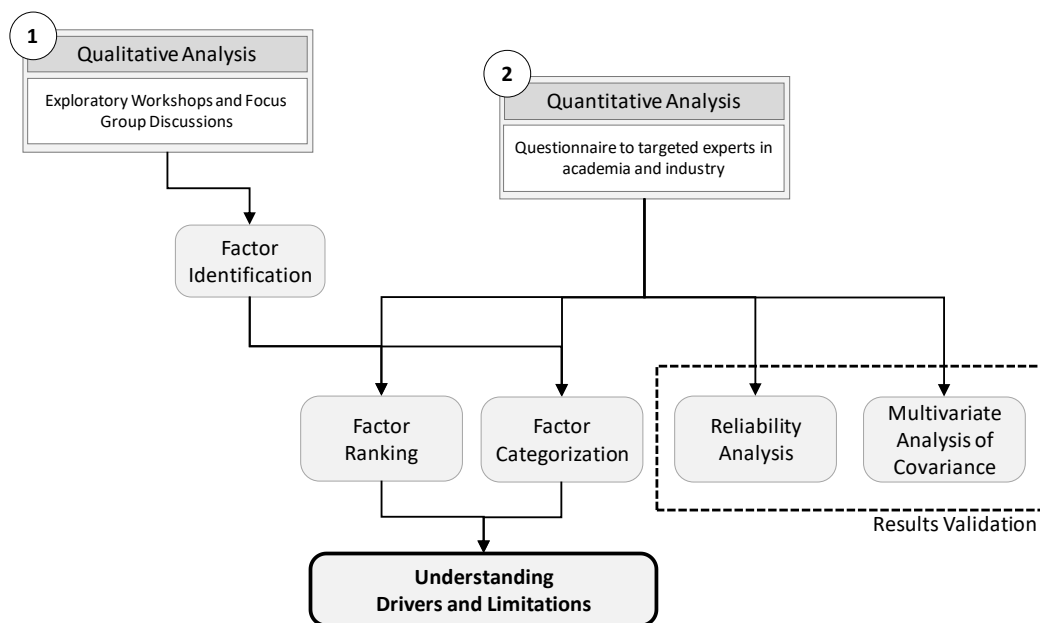 1
Qualitative Analysis
Exploratory Workshops and Focus
Group Discussions
2
Quantitative Analysis
Questionnaire to targeted experts in
academia and industry
Factor
Identification
Factor
Ranking
Factor
Categorization
Reliability
Analysis
Multivariate
Analysis of
Covariance
Results Validation
Understanding
Drivers and Limitations